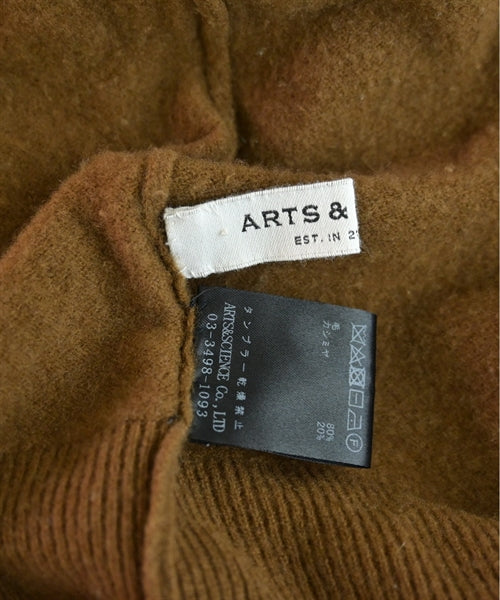 ARTS &
EST. IN 2
毛 80%
カシミヤ 20%
タンブラー乾燥禁止
ARTS&SCIENCE Co., LTD
03-3498-1093
F